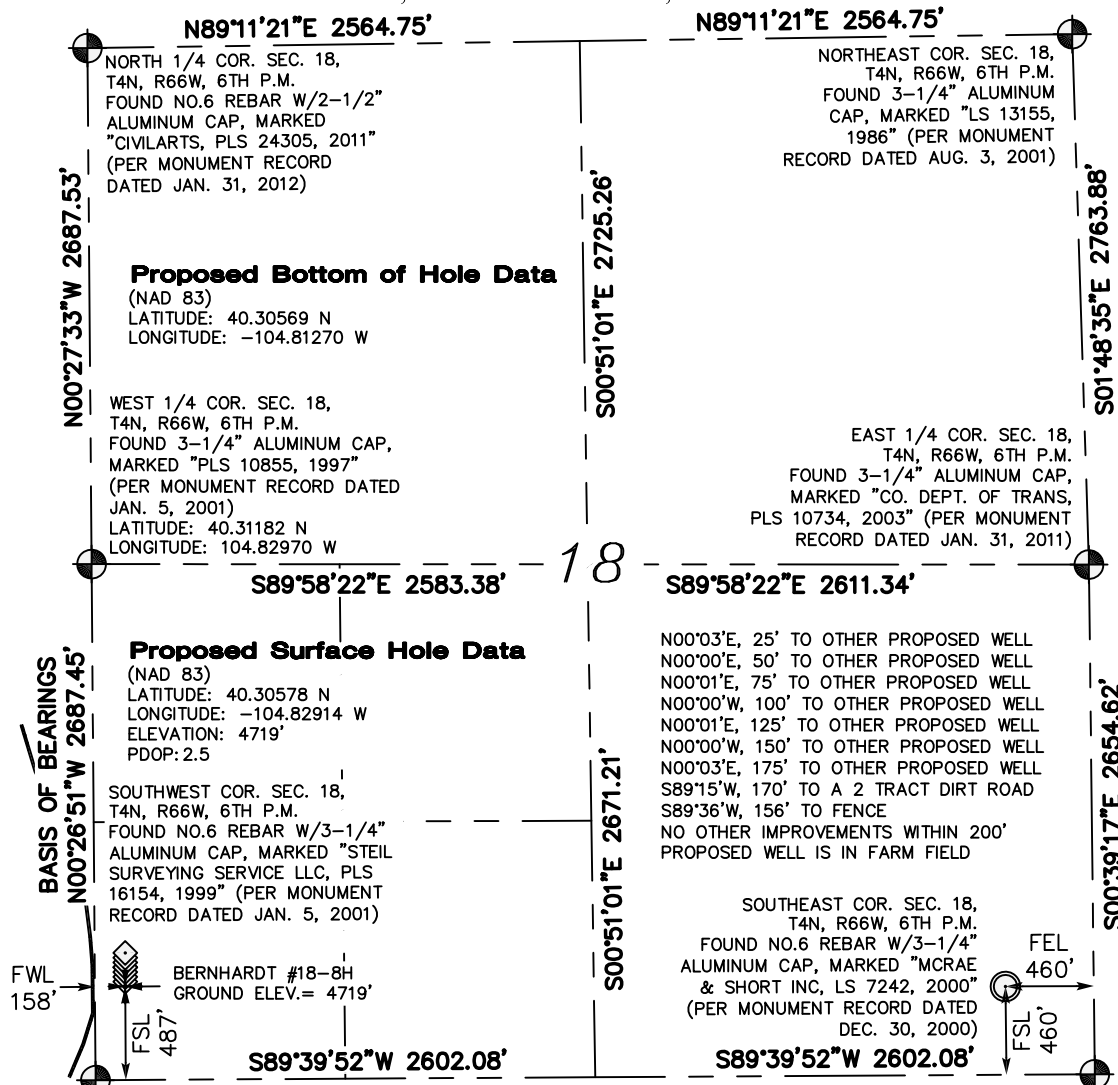 N89°11'21"E 2564.75'
N89°11'21"E 2564.75'
NORTH 1/4 COR. SEC. 18,
T4N, R66W, 6TH P.M.
FOUND NO.6 REBAR W/2-1/2"
ALUMINUM CAP, MARKED
"CIVILARTS, PLS 24305, 2011"
(PER MONUMENT RECORD
DATED JAN. 31, 2012)
NORTHEAST COR. SEC. 18,
T4N, R66W, 6TH P.M.
FOUND 3-1/4" ALUMINUM
CAP, MARKED "LS 13155,
1986" (PER MONUMENT
RECORD DATED AUG. 3, 2001)
N00°27'33"W 2687.53'
S00°51'01"E 2725.26'
S01°48'35"E 2763.88'
Proposed Bottom of Hole Data
(NAD 83)
LATITUDE: 40.30569 N
LONGITUDE: -104.81270 W
WEST 1/4 COR. SEC. 18,
T4N, R66W, 6TH P.M.
FOUND 3-1/4" ALUMINUM CAP,
MARKED "PLS 10855, 1997"
(PER MONUMENT RECORD DATED
JAN. 5, 2001)
LATITUDE: 40.31182 N
LONGITUDE: 104.82970 W
EAST 1/4 COR. SEC. 18,
T4N, R66W, 6TH P.M.
FOUND 3-1/4" ALUMINUM CAP,
MARKED "CO. DEPT. OF TRANS,
PLS 10734, 2003" (PER MONUMENT
RECORD DATED JAN. 31, 2011)
18
S89°58'22"E 2583.38'
S89°58'22"E 2611.34'
Proposed Surface Hole Data
(NAD 83)
LATITUDE: 40.30578 N
LONGITUDE: -104.82914 W
ELEVATION: 4719'
PDOP: 2.5
N00°03'E, 25' TO OTHER PROPOSED WELL
N00°00'E, 50' TO OTHER PROPOSED WELL
N00°01'E, 75' TO OTHER PROPOSED WELL
N00°00'W, 100' TO OTHER PROPOSED WELL
N00°01'E, 125' TO OTHER PROPOSED WELL
N00°00'W, 150' TO OTHER PROPOSED WELL
N00°03'E, 175' TO OTHER PROPOSED WELL
S89°15'W, 170' TO A 2 TRACT DIRT ROAD
S89°36'W, 156' TO FENCE
NO OTHER IMPROVEMENTS WITHIN 200'
PROPOSED WELL IS IN FARM FIELD
BASIS OF BEARINGS
N00°26'51"W 2687.45'
S00°51'01"E 2671.21'
S00°39'17"E 2654.62'
SOUTHWEST COR. SEC. 18,
T4N, R66W, 6TH P.M.
FOUND NO.6 REBAR W/3-1/4"
ALUMINUM CAP, MARKED "STEIL
SURVEYING SERVICE LLC, PLS
16154, 1999" (PER MONUMENT
RECORD DATED JAN. 5, 2001)
SOUTHEAST COR. SEC. 18,
T4N, R66W, 6TH P.M.
FOUND NO.6 REBAR W/3-1/4"
ALUMINUM CAP, MARKED "MCRAE
& SHORT INC, LS 7242, 2000"
(PER MONUMENT RECORD DATED
DEC. 30, 2000)
FWL
158'
BERNHARDT #18-8H
GROUND ELEV.= 4719'
FSL
487'
FEL
460'
FSL
460'
S89°39'52"W 2602.08'
S89°39'52"W 2602.08'